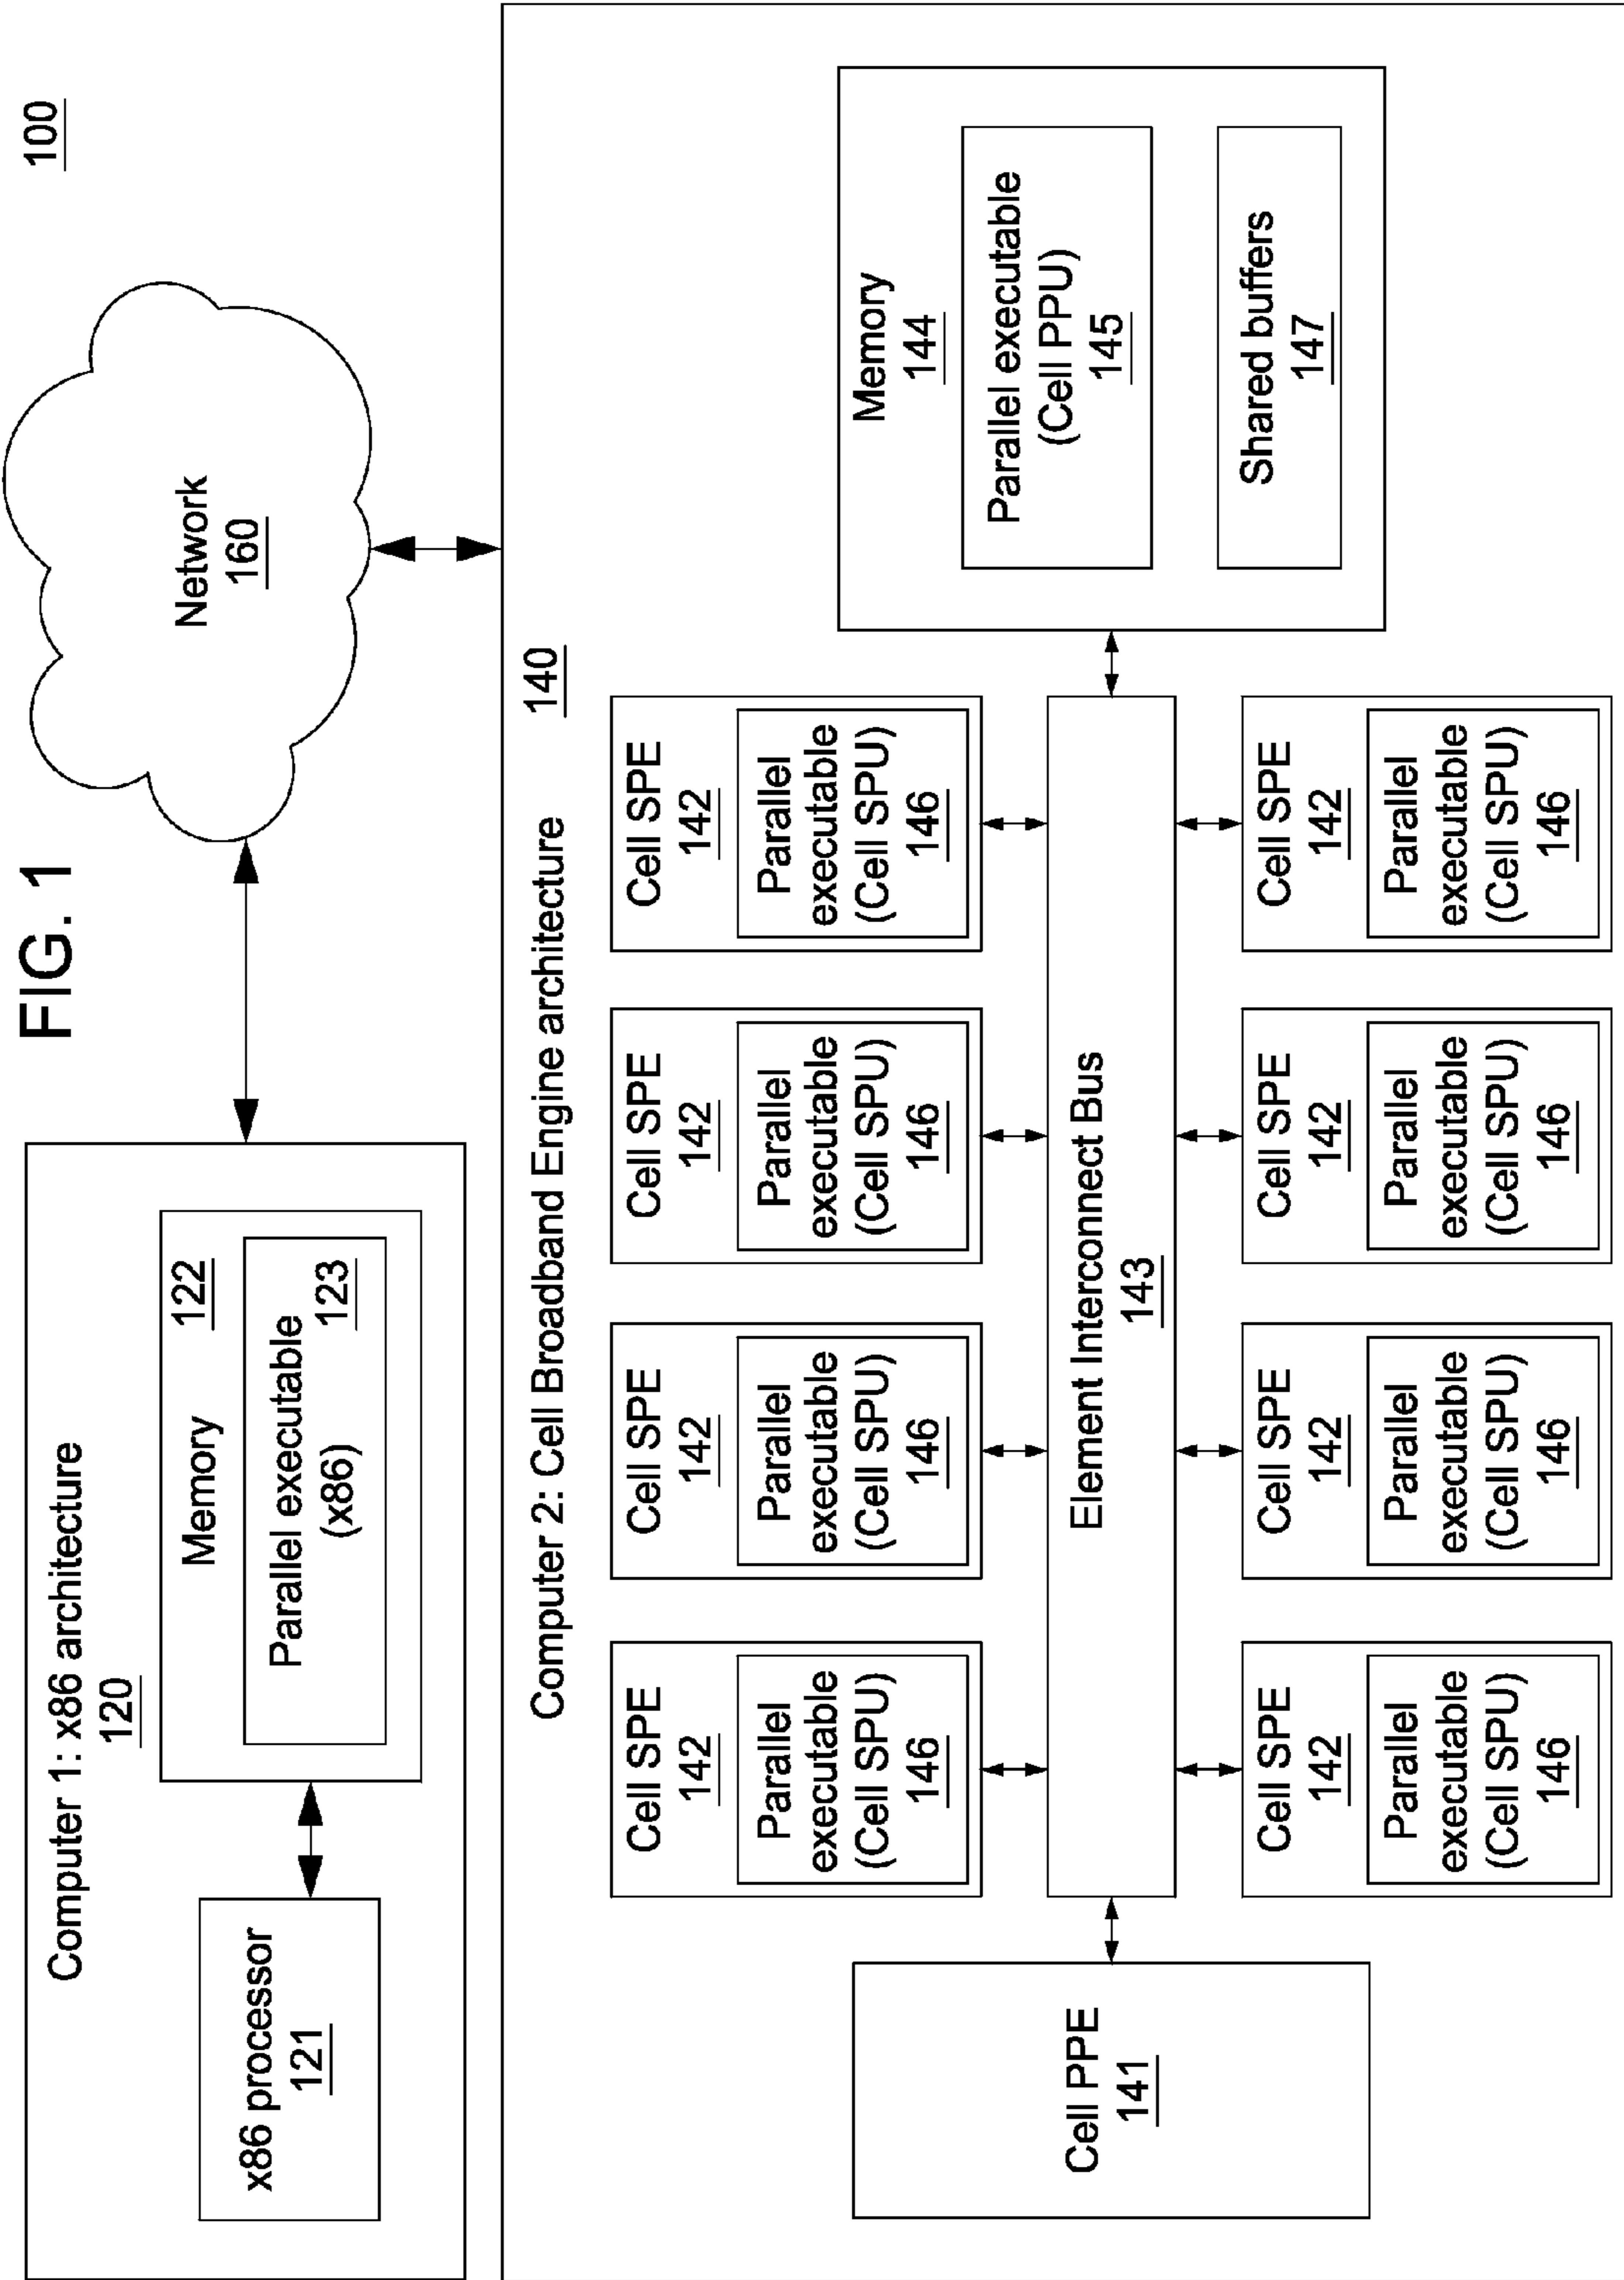 FIG. 1
100
Computer 1: x86 architecture
120
x86 processor
121
Memory
122
Parallel executable
(x86)
123
Network
160
Computer 2: Cell Broadband Engine architecture
140
Cell PPE
141
Cell SPE
142
Parallel
executable
(Cell SPU)
146
Cell SPE
142
Parallel
executable
(Cell SPU)
146
Cell SPE
142
Parallel
executable
(Cell SPU)
146
Cell SPE
142
Parallel
executable
(Cell SPU)
146
Element Interconnect Bus
143
Cell SPE
142
Parallel
executable
(Cell SPU)
146
Cell SPE
142
Parallel
executable
(Cell SPU)
146
Cell SPE
142
Parallel
executable
(Cell SPU)
146
Cell SPE
142
Parallel
executable
(Cell SPU)
146
Memory
144
Parallel executable
(Cell PPU)
145
Shared buffers
147